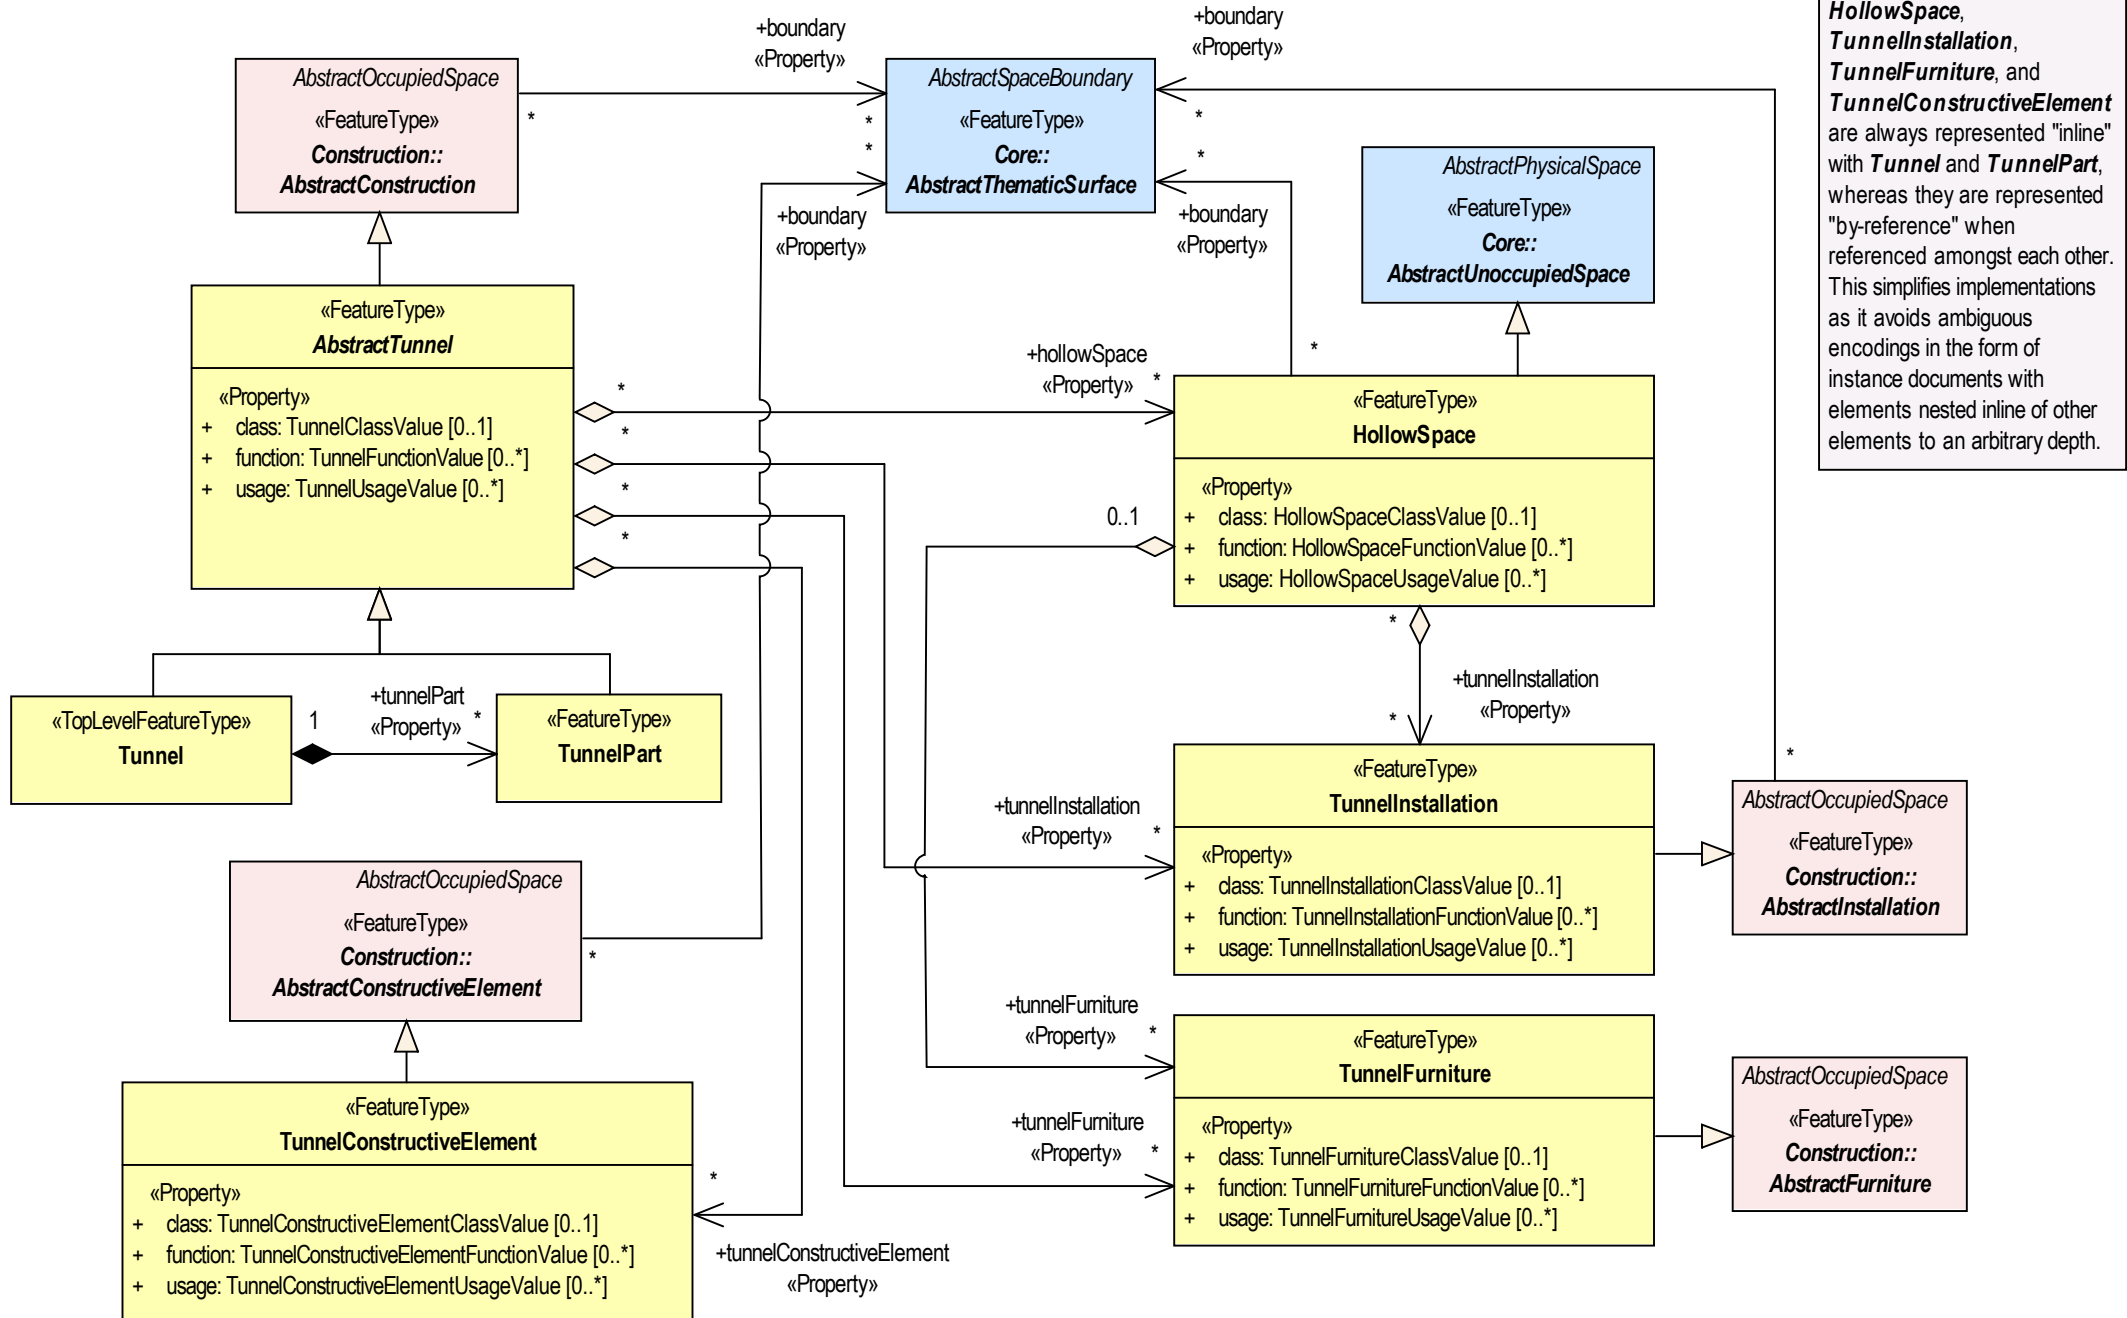 +boundary
«Property»
+boundary
«Property»
AbstractOccupiedSpace
«FeatureType»
Construction::
AbstractConstruction
*
*
*
AbstractSpaceBoundary
«FeatureType»
Core::
AbstractThematicSurface
*
*
+boundary
«Property»
+boundary
«Property»
AbstractPhysicalSpace
«FeatureType»
Core::
AbstractUnoccupiedSpace
HollowSpace,
TunnelInstallation,
TunnelFurniture, and
TunnelConstructiveElement
are always represented "inline"
with Tunnel and TunnelPart,
whereas they are represented
"by-reference" when
referenced amongst each other.
This simplifies implementations
as it avoids ambiguous
encodings in the form of
instance documents with
elements nested inline of other
elements to an arbitrary depth.
«FeatureType»
AbstractTunnel
«Property»
+ class: TunnelClassValue [0..1]
+ function: TunnelFunctionValue [0..*]
+ usage: TunnelUsageValue [0..*]
*
*
*
*
+hollowSpace
«Property»
*
*
«FeatureType»
HollowSpace
«Property»
+ class: HollowSpaceClassValue [0..1]
+ function: HollowSpaceFunctionValue [0..*]
+ usage: HollowSpaceUsageValue [0..*]
0..1
*
+tunnelInstallation
«Property»
*
«TopLevelFeatureType»
Tunnel
1
+tunnelPart
«Property»
*
«FeatureType»
TunnelPart
+tunnelInstallation
«Property»
*
«FeatureType»
TunnelInstallation
«Property»
+ class: TunnelInstallationClassValue [0..1]
+ function: TunnelInstallationFunctionValue [0..*]
+ usage: TunnelInstallationUsageValue [0..*]
*
AbstractOccupiedSpace
«FeatureType»
Construction::
AbstractInstallation
AbstractOccupiedSpace
«FeatureType»
Construction::
AbstractConstructiveElement
*
+tunnelFurniture
«Property»
*
+tunnelFurniture
«Property»
*
«FeatureType»
TunnelFurniture
«Property»
+ class: TunnelFurnitureClassValue [0..1]
+ function: TunnelFurnitureFunctionValue [0..*]
+ usage: TunnelFurnitureUsageValue [0..*]
AbstractOccupiedSpace
«FeatureType»
Construction::
AbstractFurniture
«FeatureType»
TunnelConstructiveElement
«Property»
+ class: TunnelConstructiveElementClassValue [0..1]
+ function: TunnelConstructiveElementFunctionValue [0..*]
+ usage: TunnelConstructiveElementUsageValue [0..*]
*
+tunnelConstructiveElement
«Property»